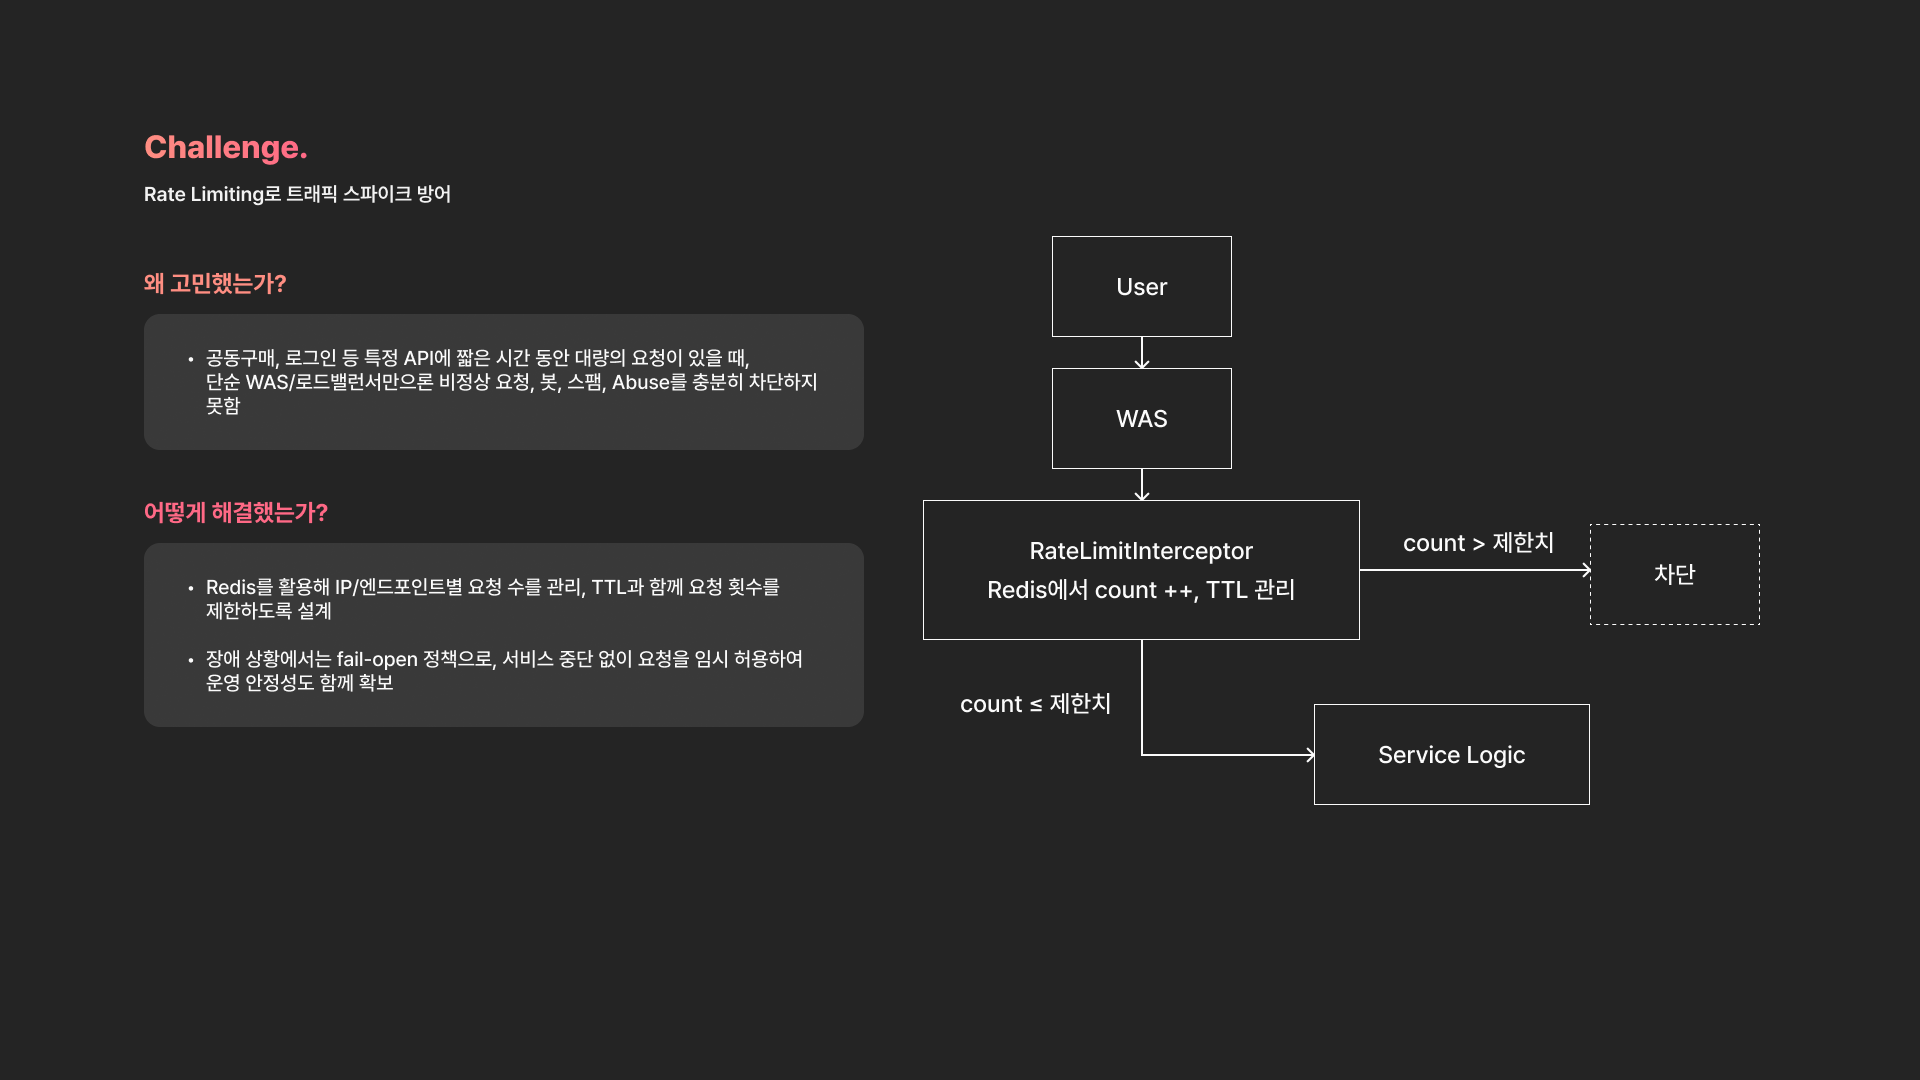 Challenge.
Rate Limiting로 트래픽 스파이크 방어
왜 고민했는가?
• 공동구매, 로그인 등 특정 API에 짧은 시간 동안 대량의 요청이 있을 때,
단순 WAS/로드밸런서만으론 비정상 요청, 봇, 스팸, Abuse를 충분히 차단하지
못함
어떻게 해결했는가?
• Redis를 활용해 IP/엔드포인트별 요청 수를 관리, TTL과 함께 요청 횟수를
제한하도록 설계
• 장애 상황에서는 fail-open 정책으로, 서비스 중단 없이 요청을 임시 허용하여
운영 안정성도 함께 확보
User
WAS
RateLimitInterceptor
Redis에서 count ++, TTL 관리
count > 제한치
차단
count ≤ 제한치
Service Logic